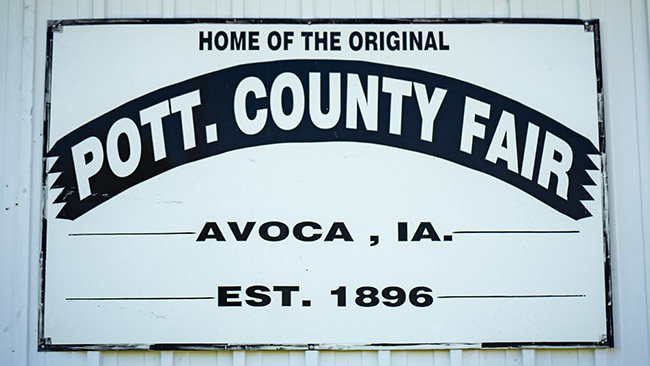 HOME OF THE ORIGINAL
POTT. COUNTY FAIR
AVOCA , IA.
EST. 1896